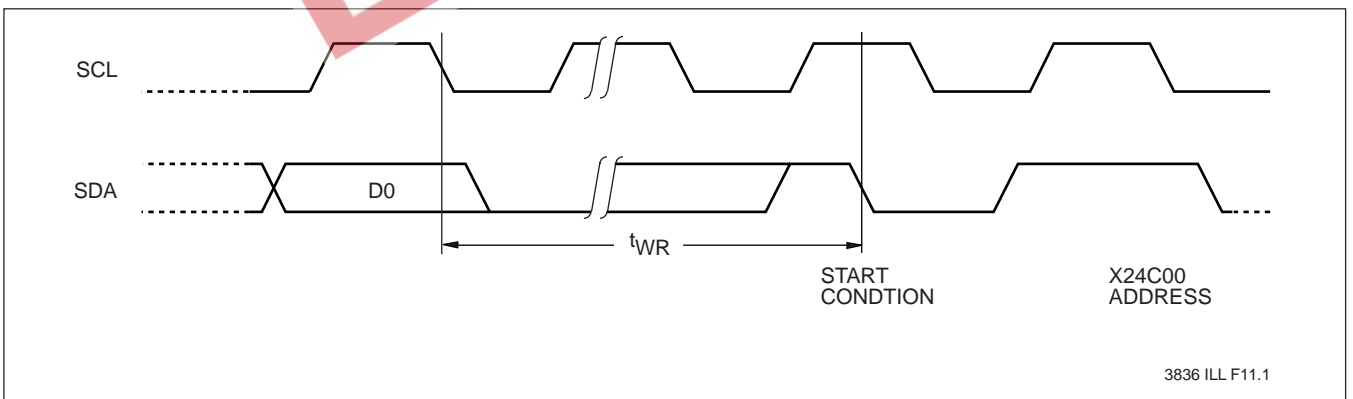 SCL
SDA
D0
tWR
START
CONDTION
X24C00
ADDRESS
3836 ILL F11.1